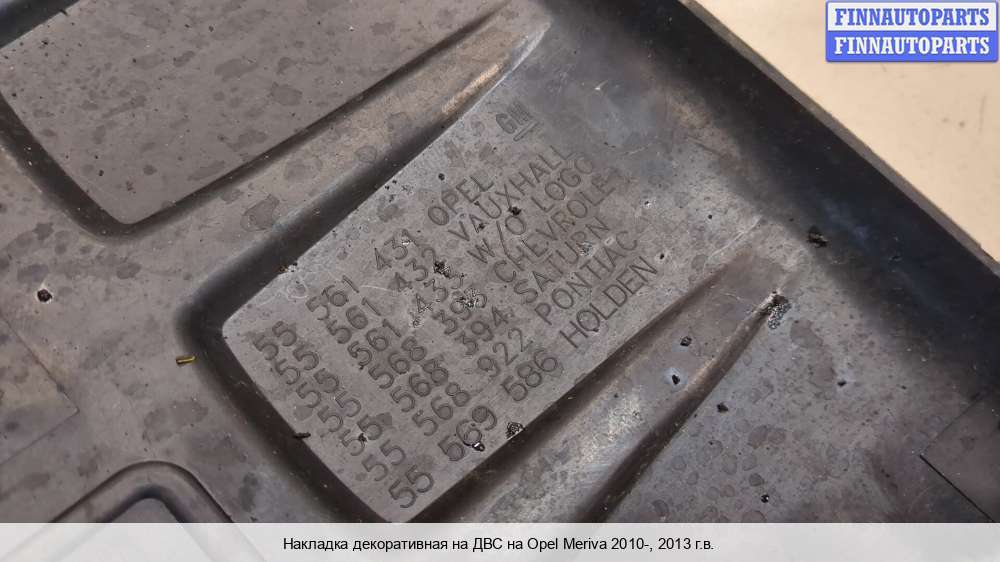 FINNAUTOPARTS
FINNAUTOPARTS
GM
55 561 431 OPEL
55 561 432 VAUXHALL
55 561 433 W/O LOGO
55 568 395 CHEVROLE
55 568 394 SATURN
55 568 922 PONTIAC
55 569 586 HOLDEN
Накладка декоративная на ДВС на Opel Meriva 2010-, 2013 г.в.